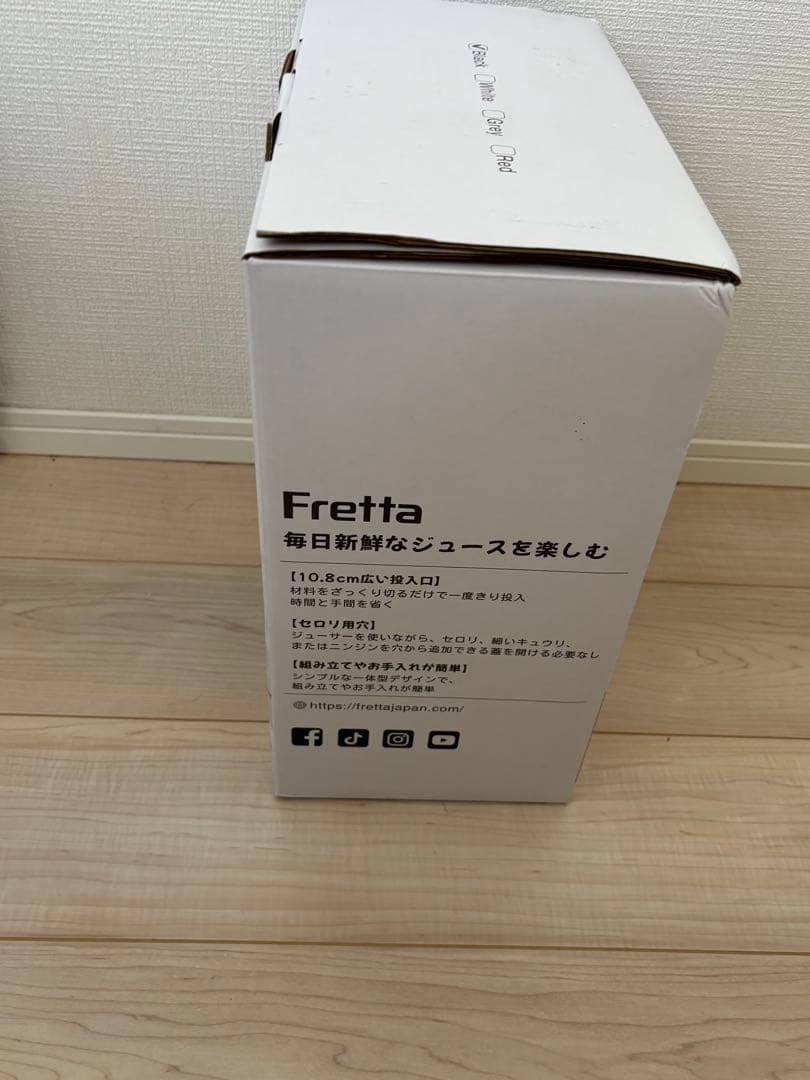 ☑Black ☐White ☐Grey ☐Red
Fretta
毎日新鮮なジュースを楽しむ
【10.8cm広い投入口】
材料をざっくり切るだけで一度きり投入
時間と手間を省く
【セロリ用穴】
ジューサーを使いながら、セロリ、細いキュウリ、
またはニンジンを穴から追加できる蓋を開ける必要なし
【組み立てやお手入れが簡単】
シンプルな一体型デザインで、
組み立てやお手入れが簡単
https://frettajapan.com/